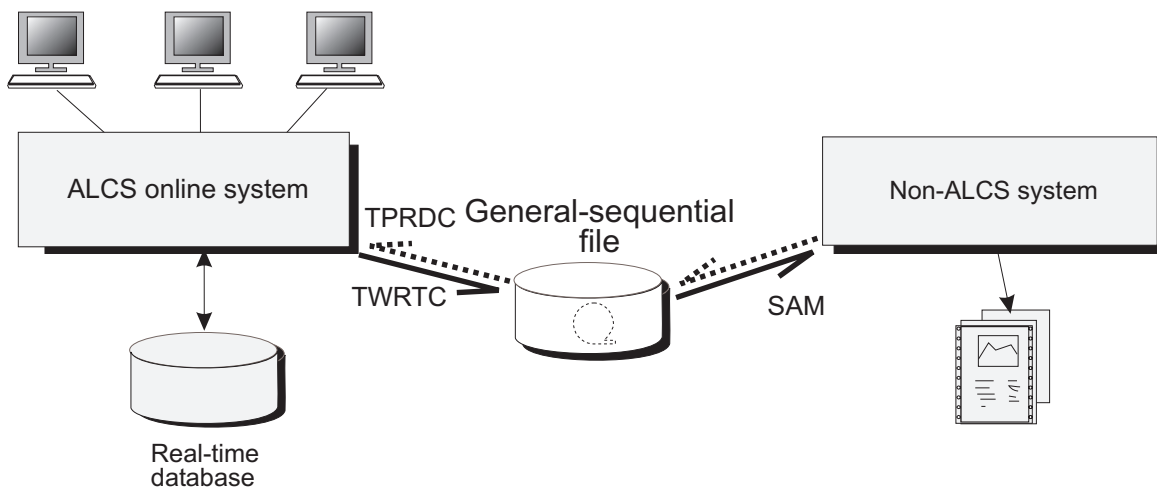 ALCS online system
Non-ALCS system
TPRDC
General-sequential
file
TWRTC
SAM
Real-time
database